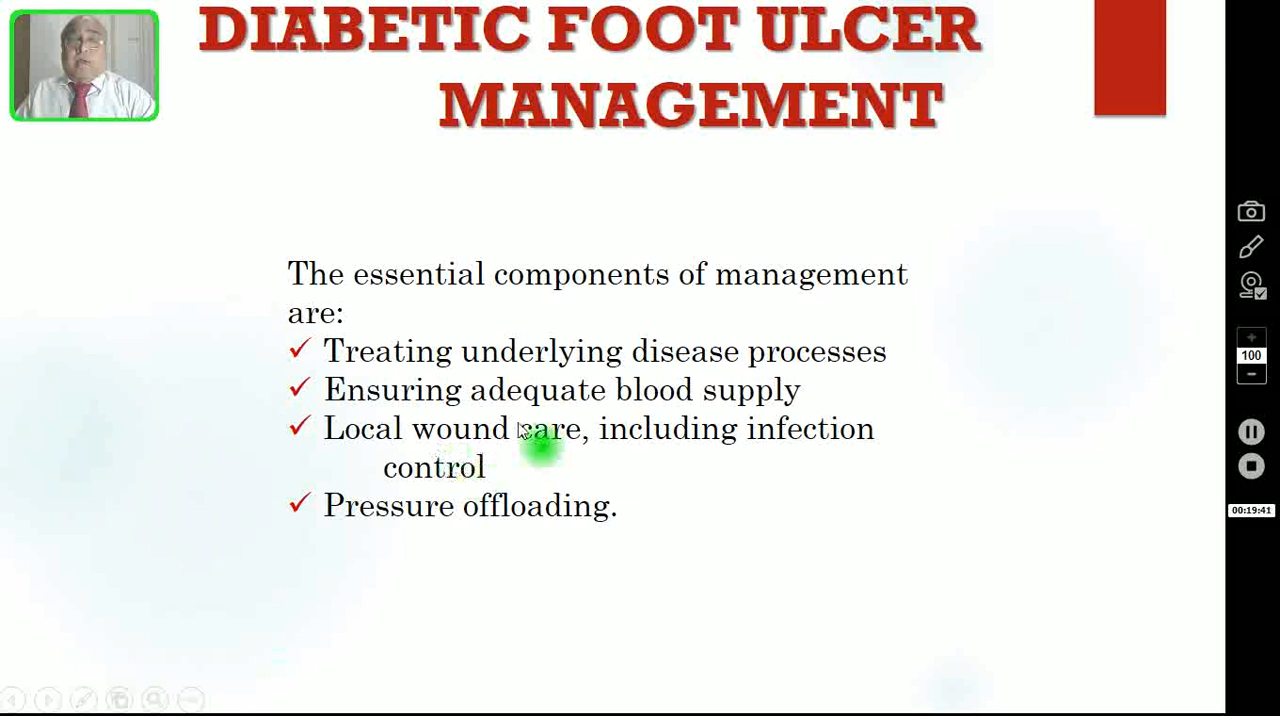 DIABETIC FOOT ULCER
MANAGEMENT
The essential components of management
are:
Treating underlying disease processes
Ensuring adequate blood supply
Local wound care, including infection
control
Pressure offloading.
100
00:19:41